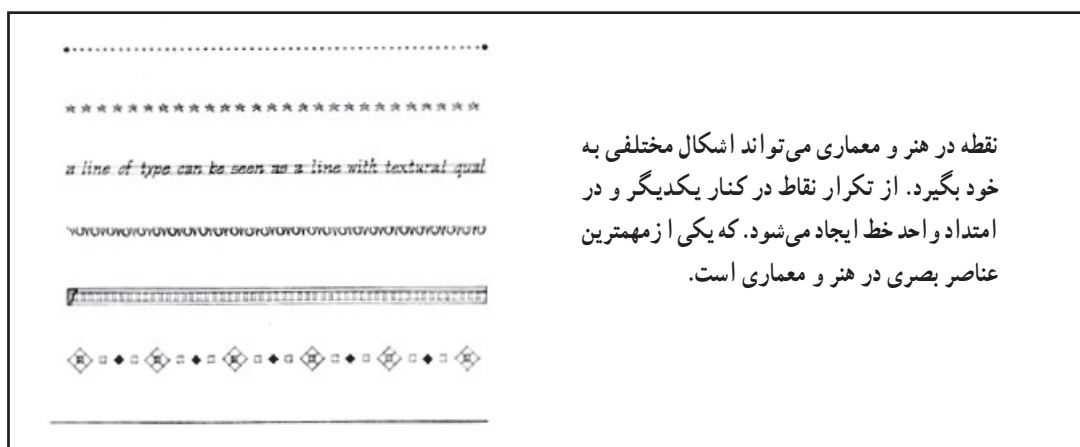 نقطه در هنر و معماری می‌تواند اشکال مختلفی به
خود بگیرد. از تکرار نقاط در کنار یکدیگر و در
امتداد واحد خط ایجاد می‌شود. که یکی ا زمهمترین
عناصر بصری در هنر و معماری است.
a line of type can be seen as a line with textural qual